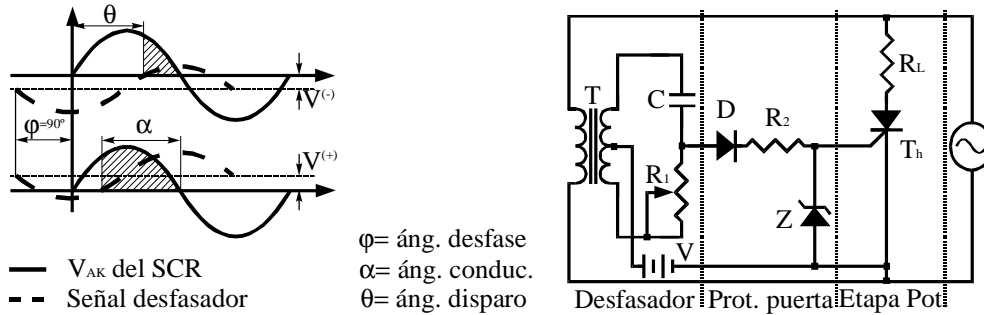 θ
V(-)
φ=90º
α
V(+)
V_AK del SCR
Señal desfasador
φ= áng. desfase
α= áng. conduc.
θ= áng. disparo
T
C
D
R2
RL
R1
Th
Z
V
Desfasador Prot. puerta Etapa Pot